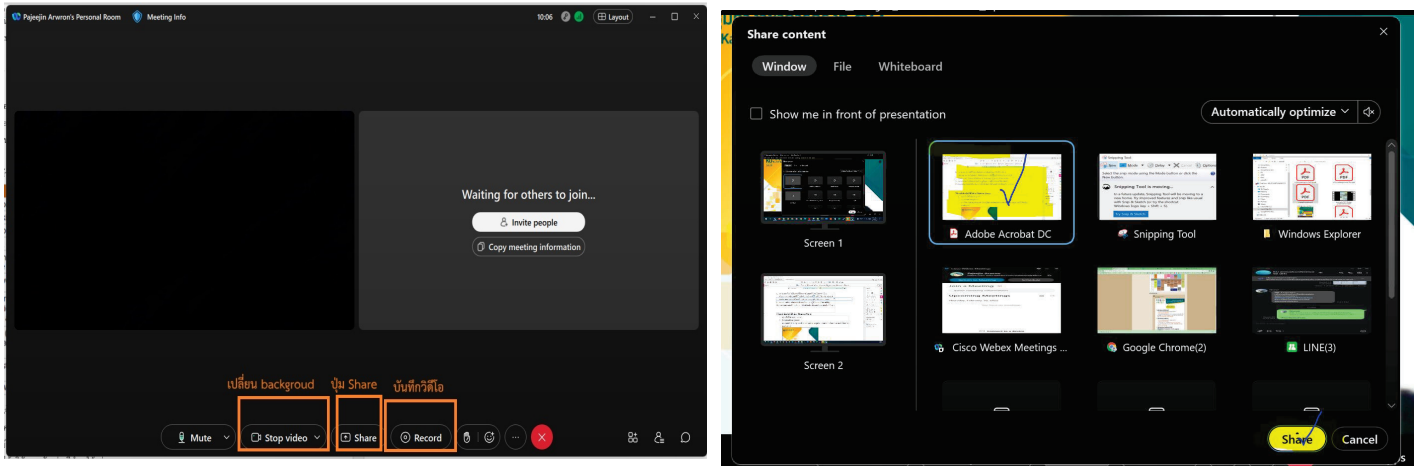 Pajeejin Arwron's Personal Room
Meeting Info
10:06
Layout
Waiting for others to join...
Invite people
Copy meeting information
เปลี่ยน backgroud
ปุ่ม Share
บันทึกวิดีโอ
Mute
Stop video
Share
Record
Share content
Window
File
Whiteboard
Show me in front of presentation
Automatically optimize
Screen 1
Screen 2
Adobe Acrobat DC
Snipping Tool
Windows Explorer
Cisco Webex Meetings ...
Google Chrome(2)
LINE(3)
Share
Cancel